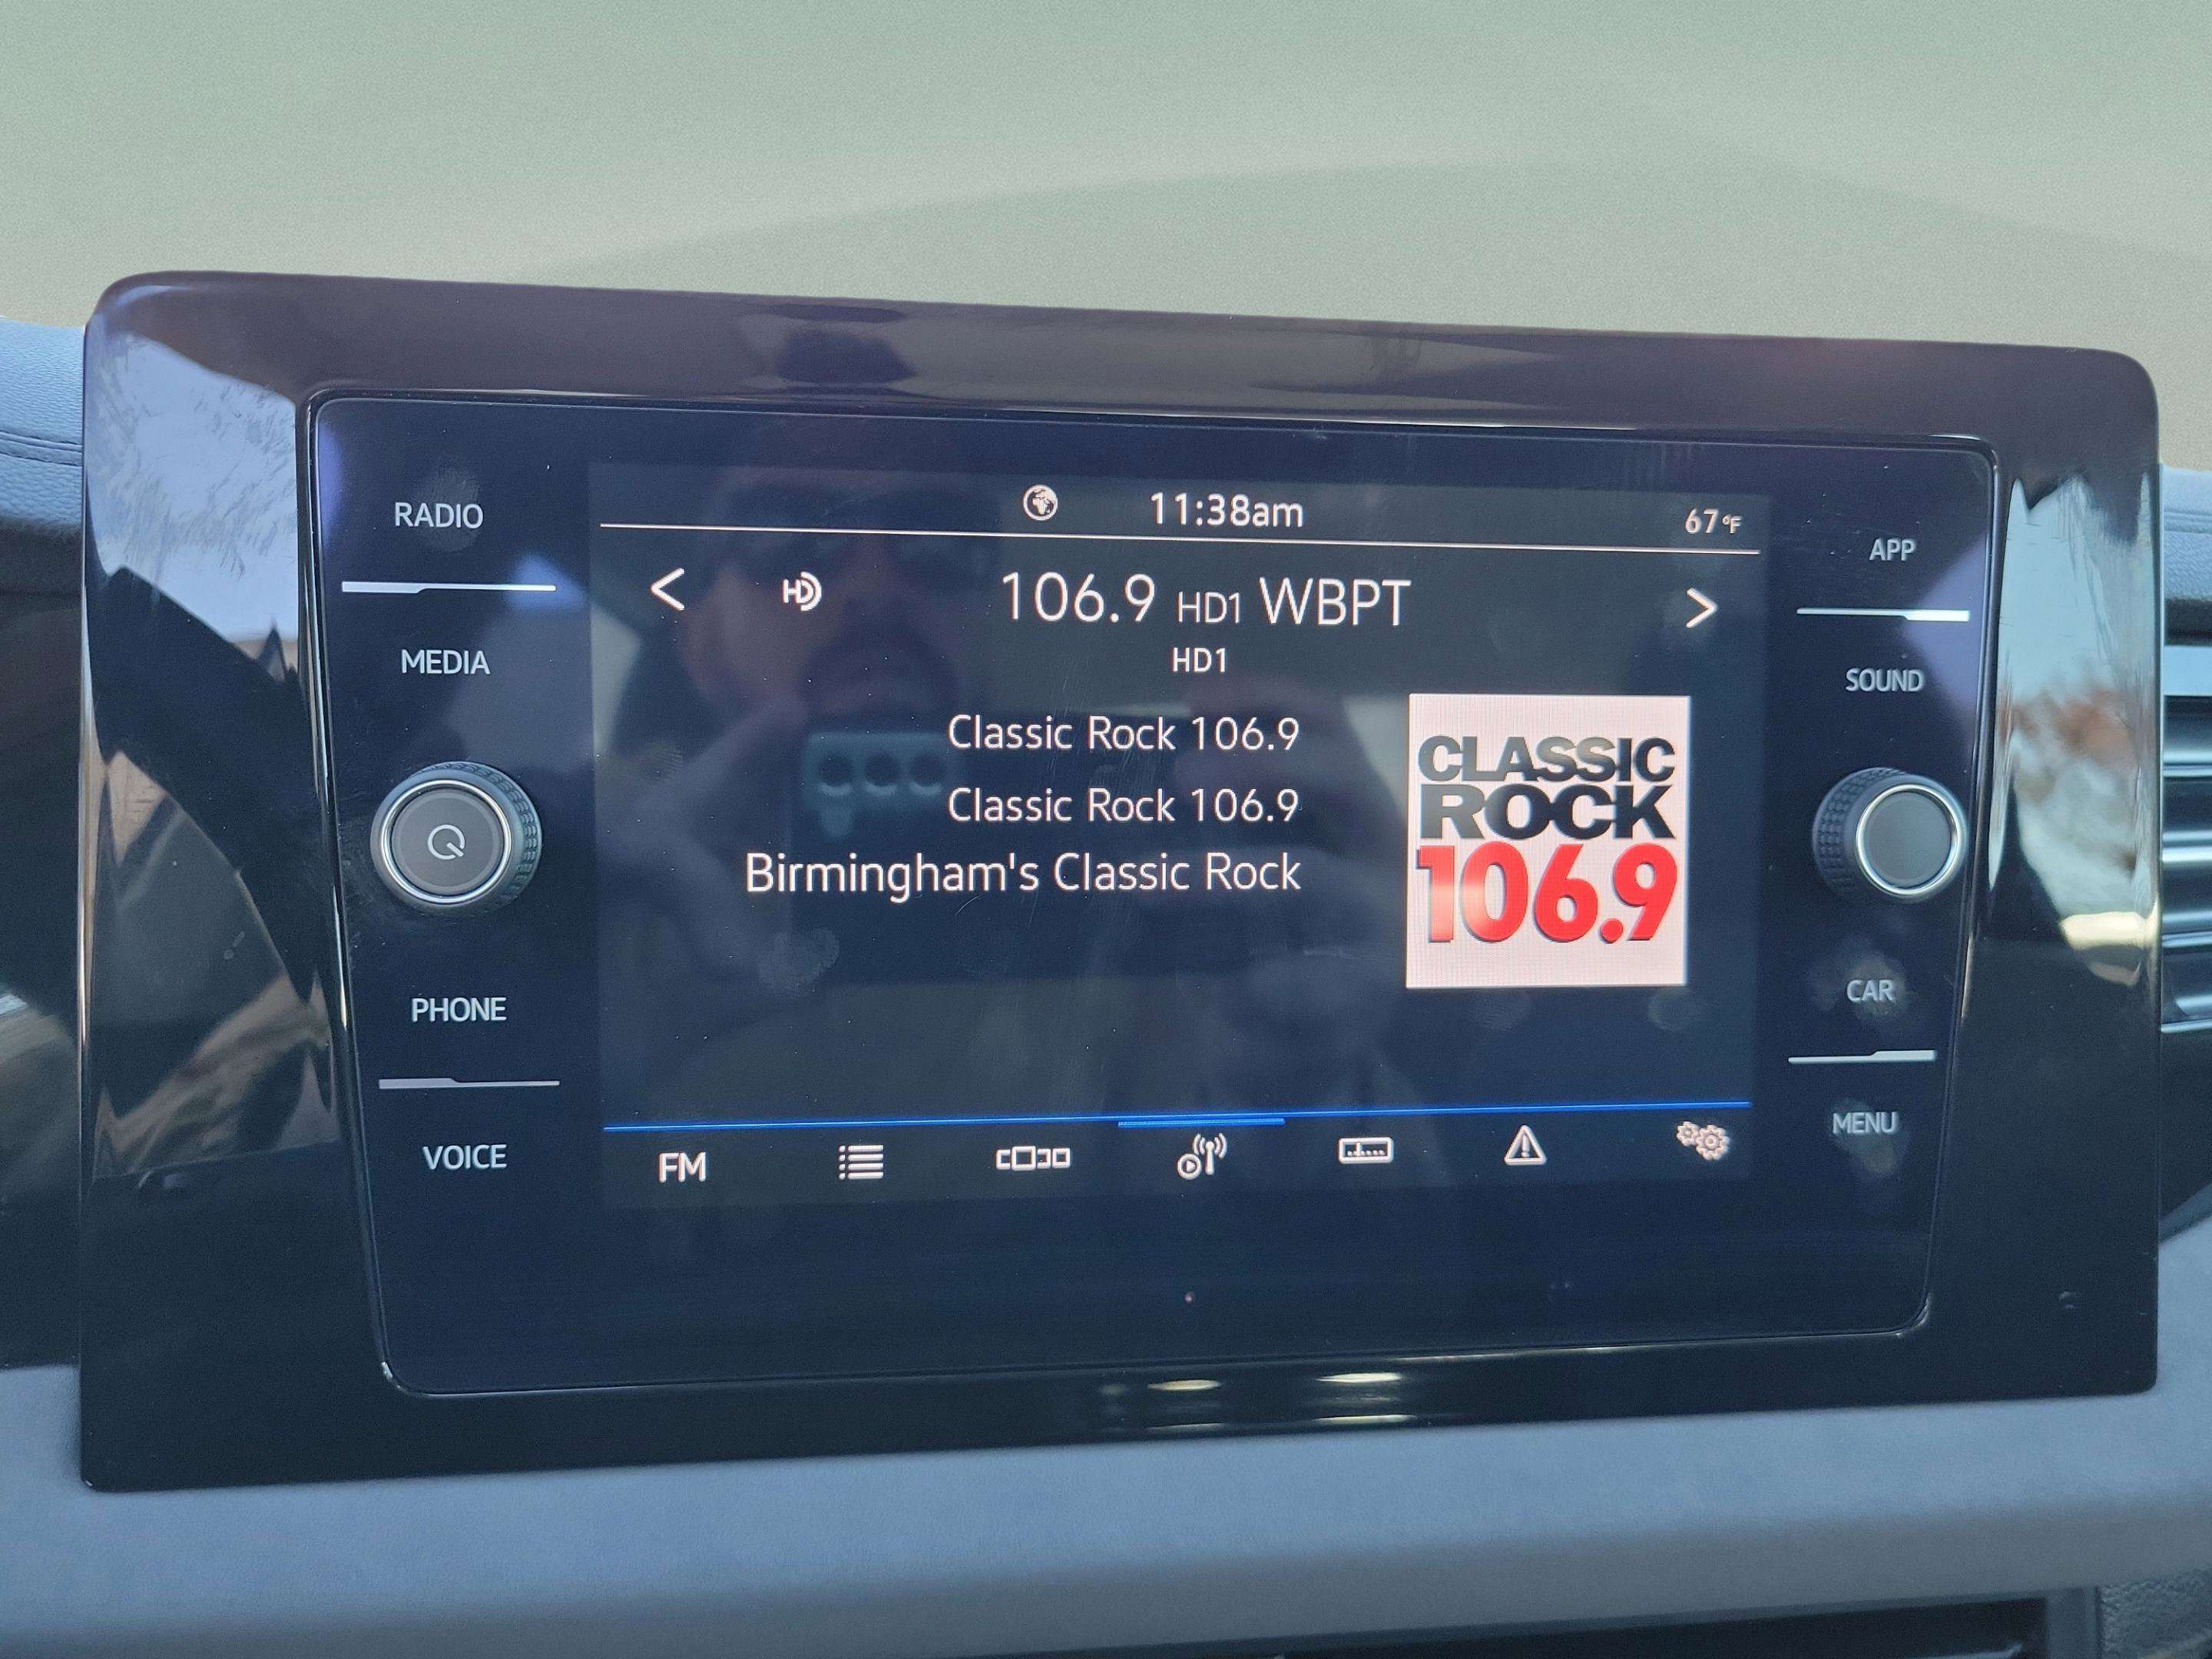 RADIO
MEDIA
PHONE
VOICE
11:38am
67°F
< HD 106.9 HD1 WBPT >
HD1
Classic Rock 106.9
Classic Rock 106.9
Birmingham's Classic Rock
CLASSIC
ROCK
106.9
FM
APP
SOUND
CAR
MENU